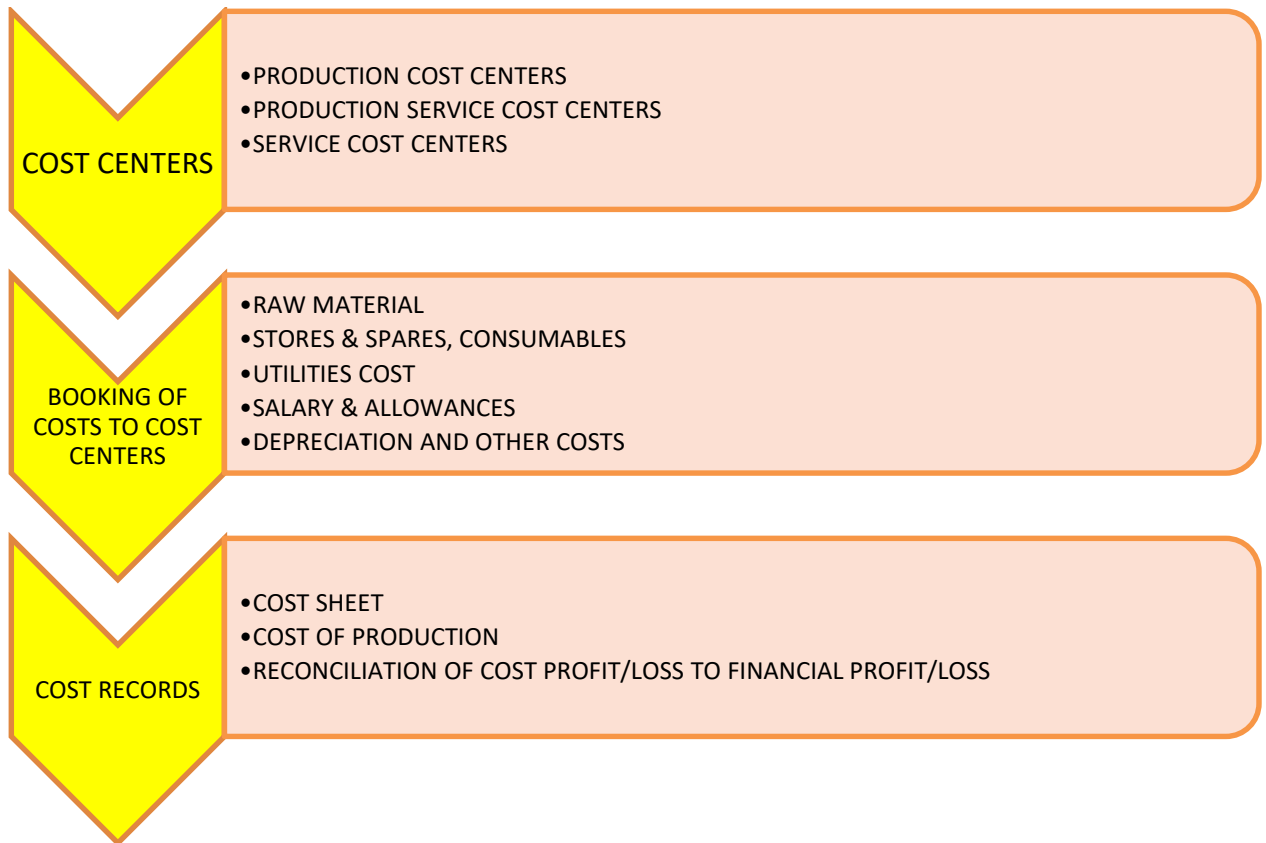 COST CENTERS
•PRODUCTION COST CENTERS
•PRODUCTION SERVICE COST CENTERS
•SERVICE COST CENTERS
BOOKING OF
COSTS TO COST
CENTERS
•RAW MATERIAL
•STORES & SPARES, CONSUMABLES
•UTILITIES COST
•SALARY & ALLOWANCES
•DEPRECIATION AND OTHER COSTS
COST RECORDS
•COST SHEET
•COST OF PRODUCTION
•RECONCILIATION OF COST PROFIT/LOSS TO FINANCIAL PROFIT/LOSS